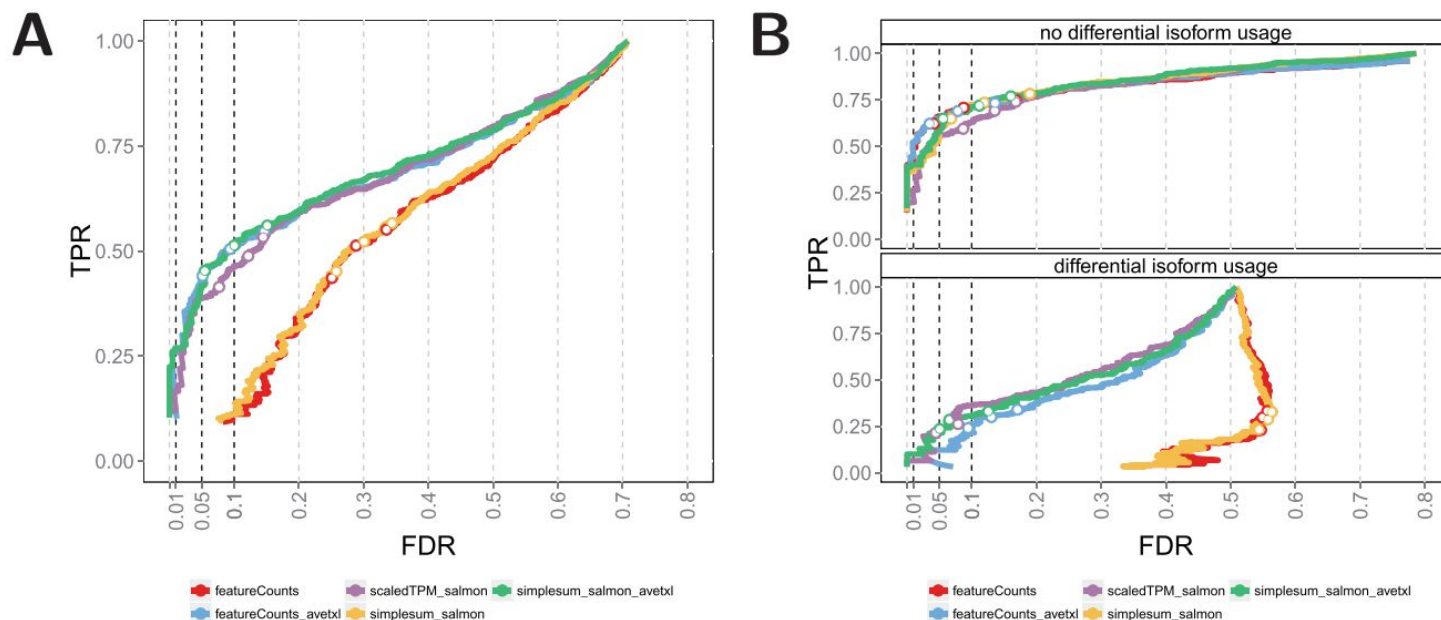 A
TPR
1.00
0.75
0.50
0.25
0.00
0.01
0.05
0.1
0.2
0.3
0.4
0.5
0.6
0.7
0.8
FDR
featureCounts
scaledTPM_salmon
simplesum_salmon_avetxl
featureCounts_avetxl
simplesum_salmon
B
TPR
no differential isoform usage
1.00
0.75
0.50
0.25
0.00
differential isoform usage
1.00
0.75
0.50
0.25
0.00
0.01
0.05
0.1
0.2
0.3
0.4
0.5
0.6
0.7
0.8
FDR
featureCounts
scaledTPM_salmon
simplesum_salmon_avetxl
featureCounts_avetxl
simplesum_salmon